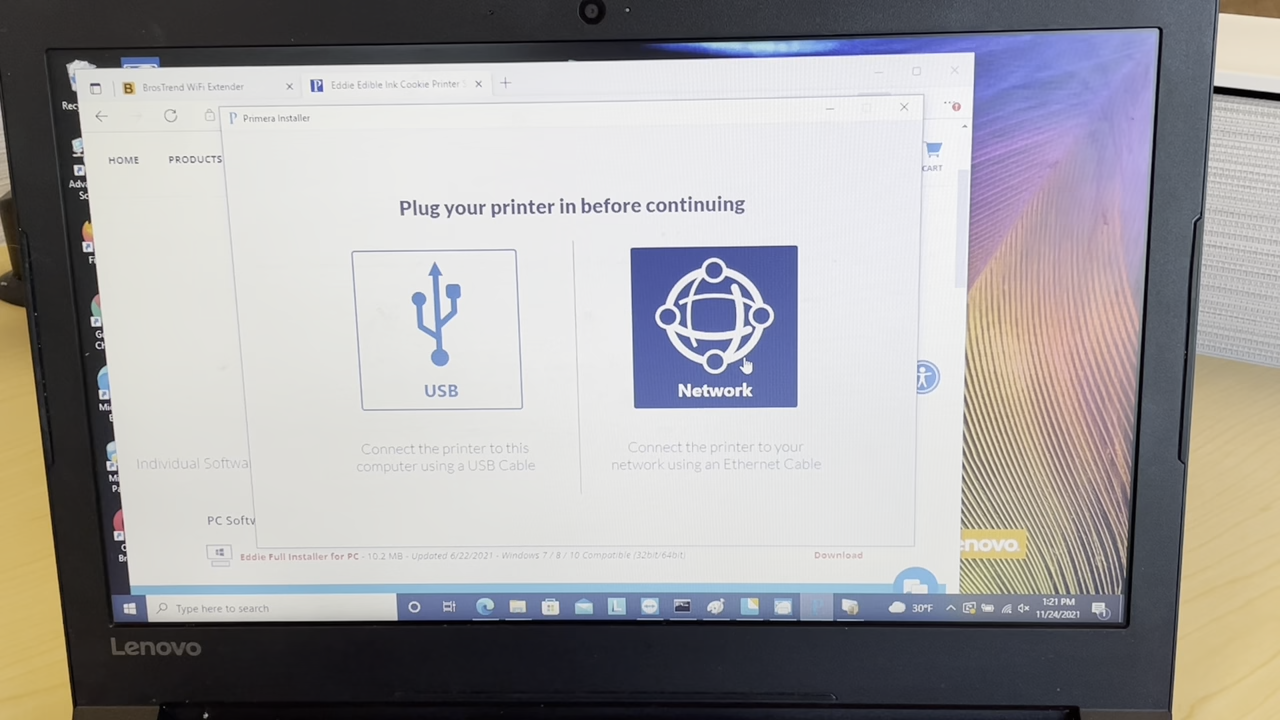 Recy
BrosTrend WiFi Extender
Eddie Edible Ink Cookie Printer
Primera Installer
HOME
PRODUCTS
CART
Plug your printer in before continuing
USB
Network
Connect the printer to this
computer using a USB Cable
Connect the printer to your
network using an Ethernet Cable
Individual Softwa
PC Softw
Eddie Full Installer for PC - 10.2 MB - Updated 6/22/2021 - Windows 7 / 8 / 10 Compatible (32bit/64bit)
Download
enovo.
Type here to search
30°F
1:21 PM
11/24/2021
Lenovo